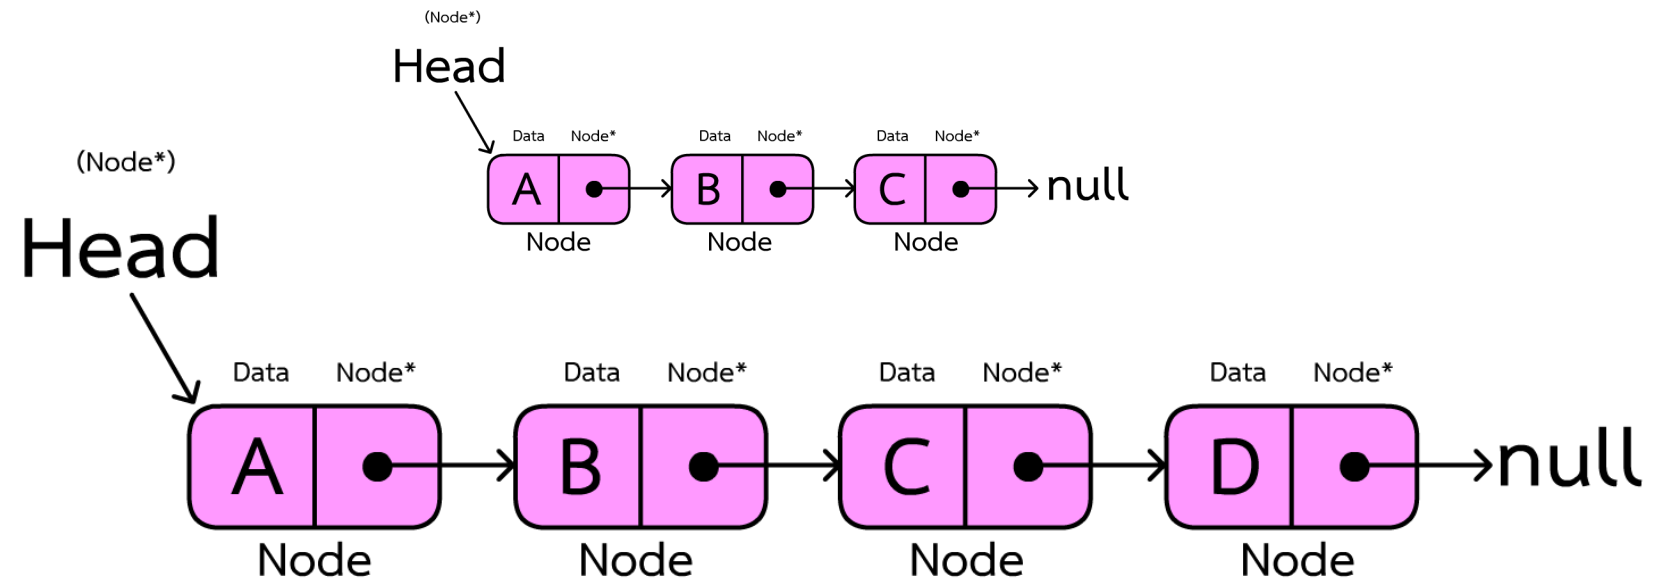 (Node*)
Head
Data Node* Data Node* Data Node*
A B C null
Node Node Node
(Node*)
Head
Data Node* Data Node* Data Node* Data Node*
A B C D null
Node Node Node Node